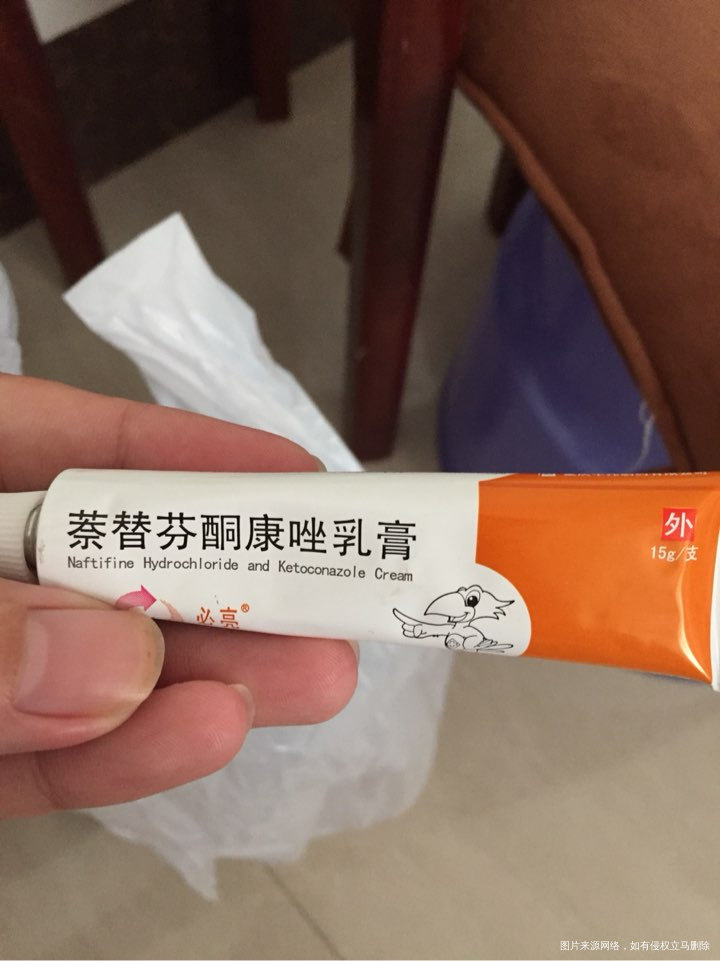 萘替芬酮康唑乳膏
Naftifine Hydrochloride and Ketoconazole Cream
必亮®
外
15g/支
图片来源网络，如有侵权立马删除